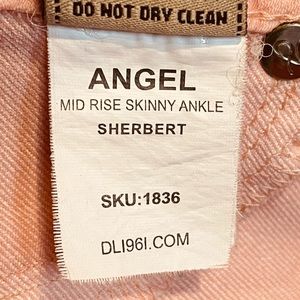 DO NOT DRY CLEAN
ANGEL
MID RISE SKINNY ANKLE
SHERBERT
SKU:1836
DL1961.COM